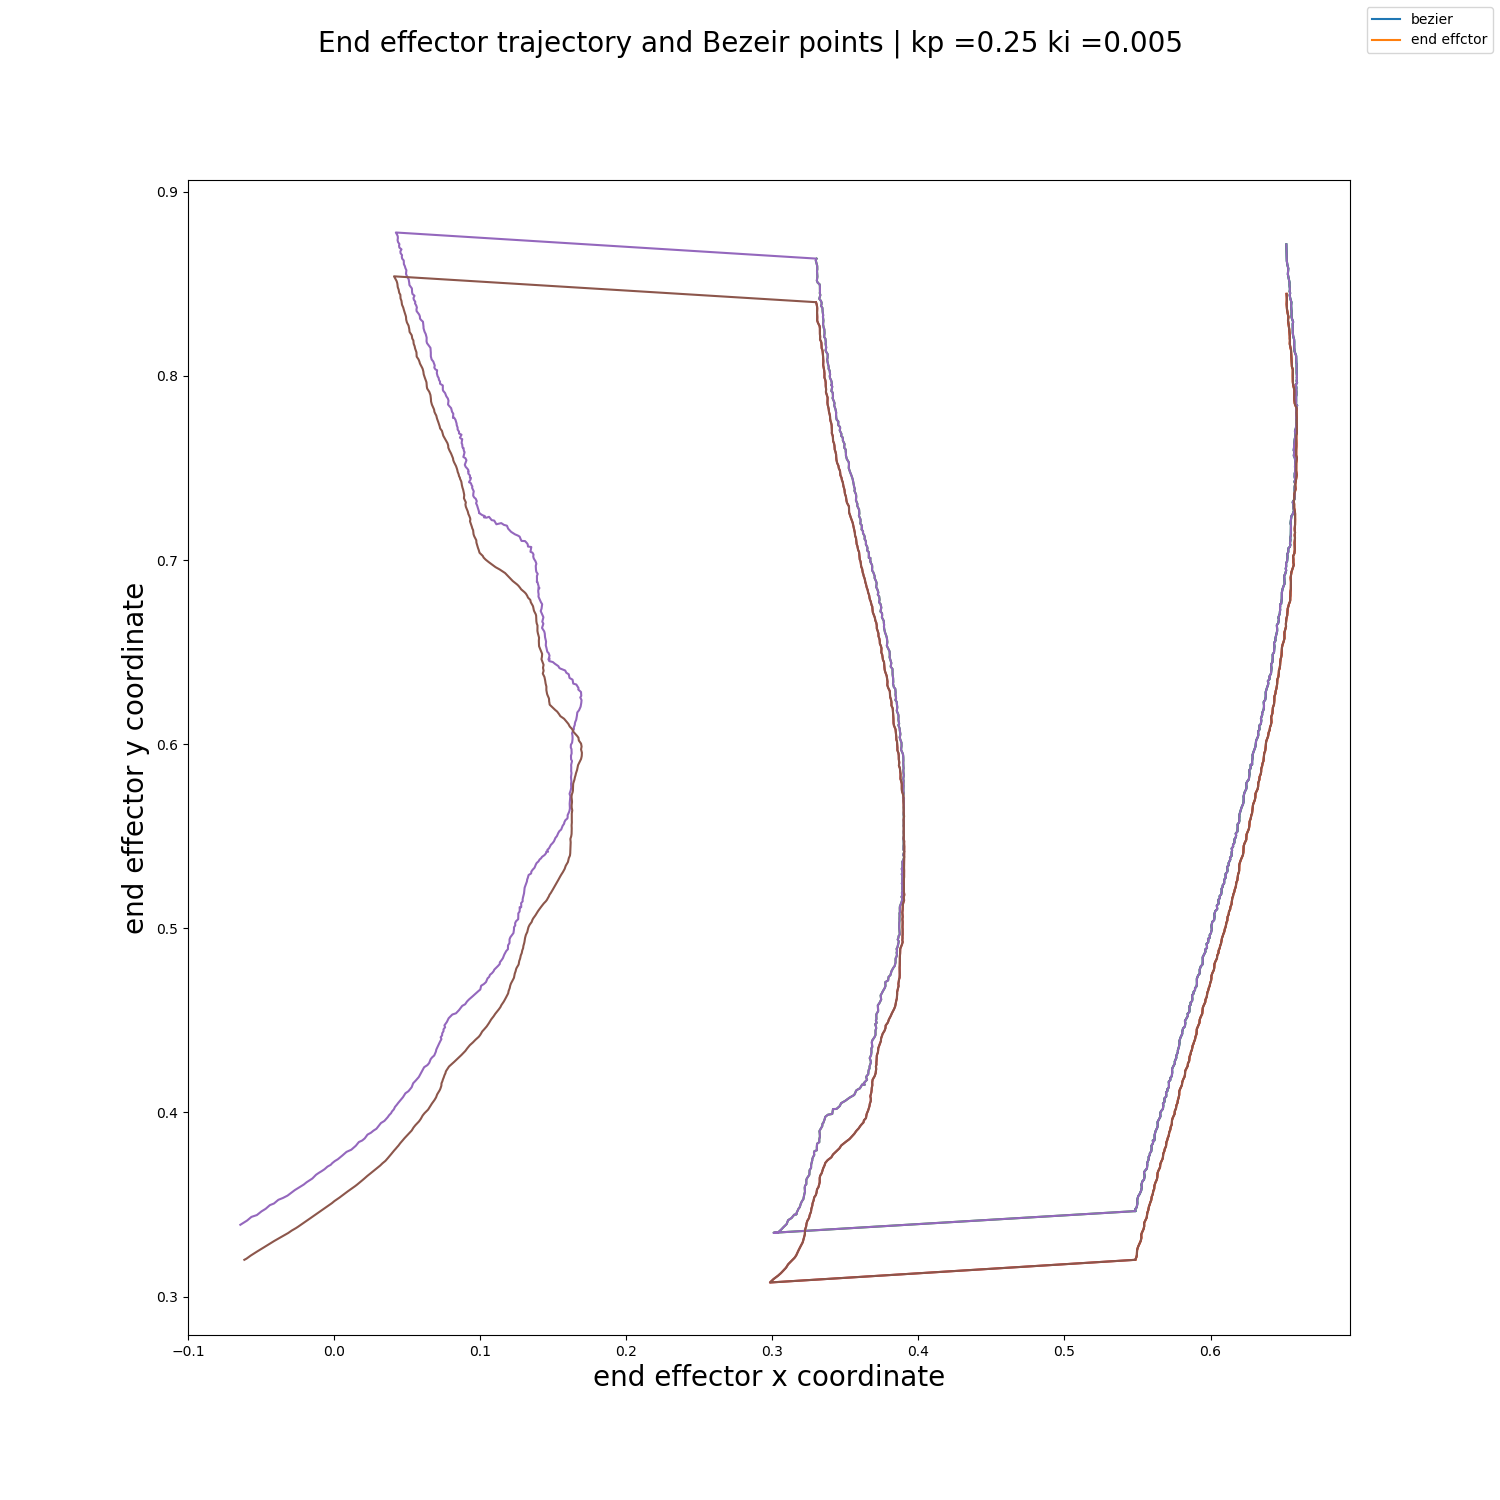 End effector trajectory and Bezeir points | kp =0.25 ki =0.005
bezier
end effctor
0.9
0.8
0.7
0.6
0.5
0.4
0.3
end effector y coordinate
−0.1 0.0 0.1 0.2 0.3 0.4 0.5 0.6
end effector x coordinate